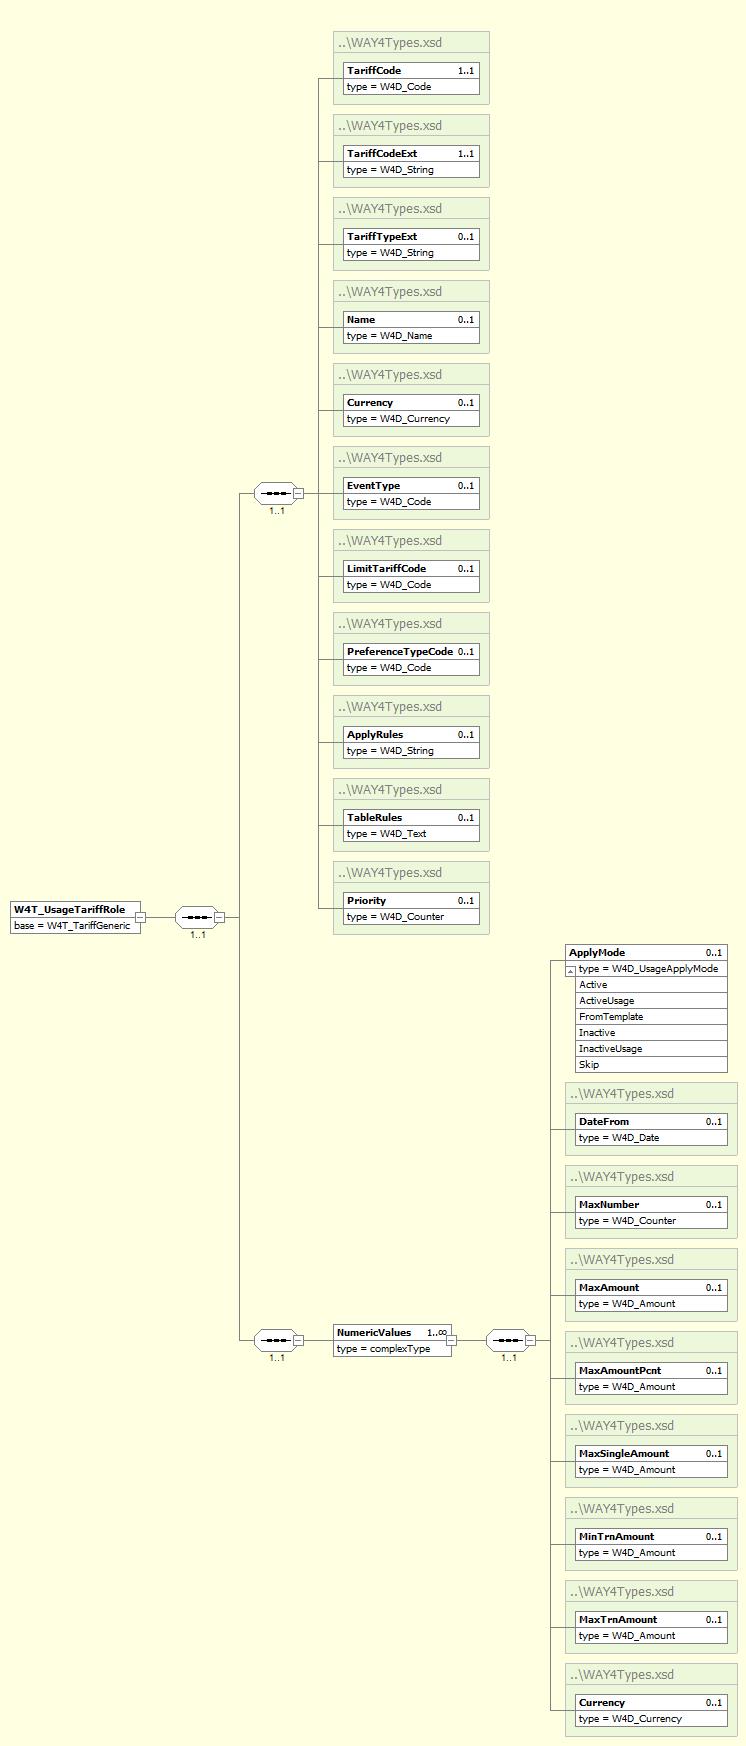 ..\WAY4Types.xsd
TariffCode 1..1
type = W4D_Code
..\WAY4Types.xsd
TariffCodeExt 1..1
type = W4D_String
..\WAY4Types.xsd
TariffTypeExt 0..1
type = W4D_String
..\WAY4Types.xsd
Name 0..1
type = W4D_Name
..\WAY4Types.xsd
Currency 0..1
type = W4D_Currency
..\WAY4Types.xsd
EventType 0..1
type = W4D_Code
1..1
..\WAY4Types.xsd
LimitTariffCode 0..1
type = W4D_Code
..\WAY4Types.xsd
PreferenceTypeCode 0..1
type = W4D_Code
..\WAY4Types.xsd
ApplyRules 0..1
type = W4D_String
..\WAY4Types.xsd
TableRules 0..1
type = W4D_Text
..\WAY4Types.xsd
Priority 0..1
type = W4D_Counter
W4T_UsageTariffRole
base = W4T_TariffGeneric
1..1
ApplyMode 0..1
type = W4D_UsageApplyMode
Active
ActiveUsage
FromTemplate
Inactive
InactiveUsage
Skip
..\WAY4Types.xsd
DateFrom 0..1
type = W4D_Date
..\WAY4Types.xsd
MaxNumber 0..1
type = W4D_Counter
..\WAY4Types.xsd
MaxAmount 0..1
type = W4D_Amount
1..1
NumericValues 1..∞
type = complexType
1..1
..\WAY4Types.xsd
MaxAmountPcnt 0..1
type = W4D_Amount
..\WAY4Types.xsd
MaxSingleAmount 0..1
type = W4D_Amount
..\WAY4Types.xsd
MinTrnAmount 0..1
type = W4D_Amount
..\WAY4Types.xsd
MaxTrnAmount 0..1
type = W4D_Amount
..\WAY4Types.xsd
Currency 0..1
type = W4D_Currency